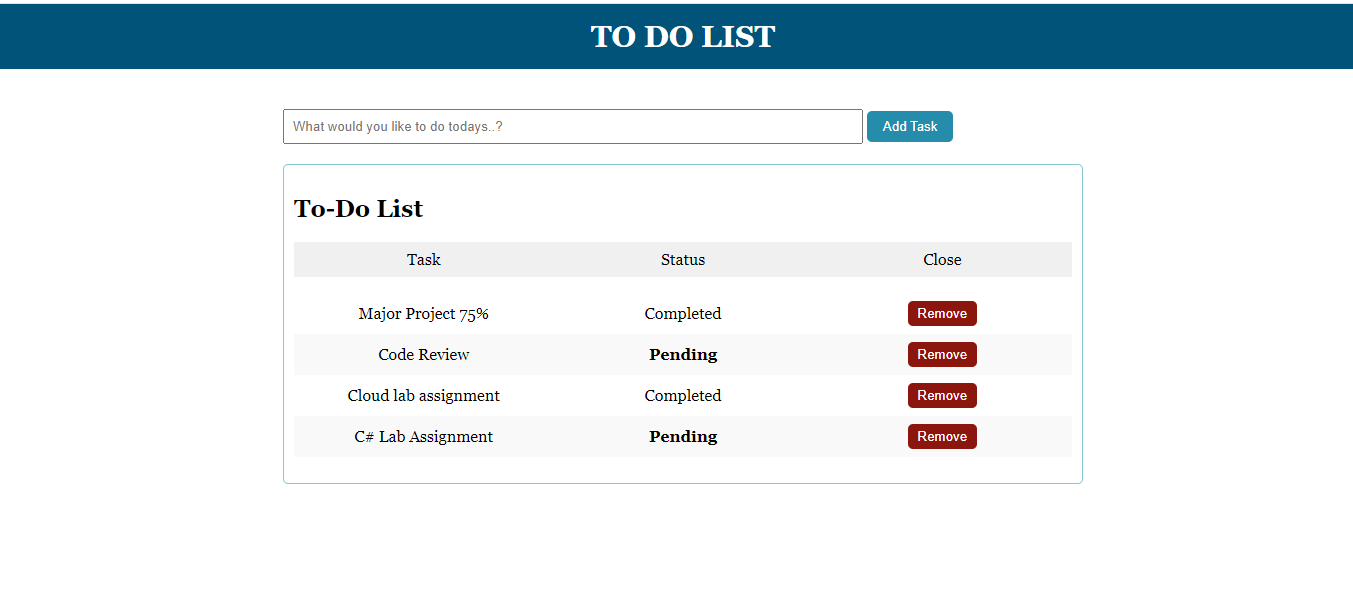 TO DO LIST
What would you like to do todays..? Add Task
To-Do List
Task Status Close
Major Project 75% Completed Remove
Code Review Pending Remove
Cloud lab assignment Completed Remove
C# Lab Assignment Pending Remove